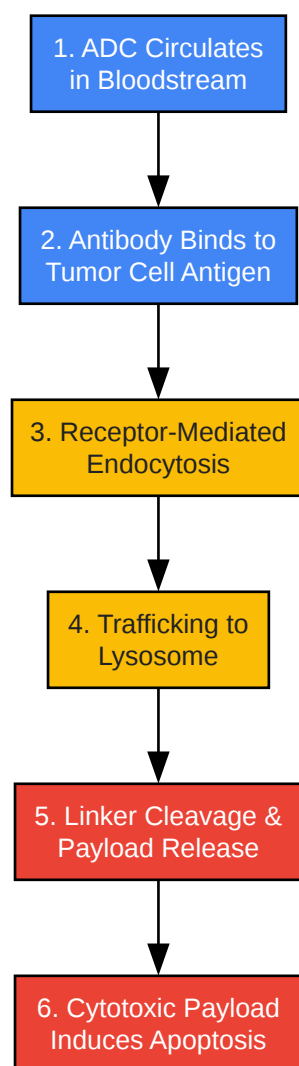 1. ADC Circulates
in Bloodstream
2. Antibody Binds to
Tumor Cell Antigen
3. Receptor-Mediated
Endocytosis
4. Trafficking to
Lysosome
5. Linker Cleavage &
Payload Release
6. Cytotoxic Payload
Induces Apoptosis